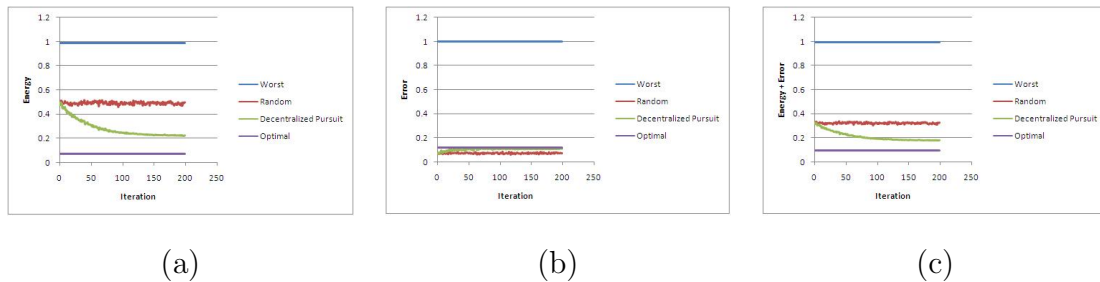 1.2
1
0.8
0.6
0.4
0.2
0
Energy
0 50 100 150 200 250
Iteration
Worst
Random
Decentralized Pursuit
Optimal
(a)
1.2
1
0.8
0.6
0.4
0.2
0
Error
0 50 100 150 200 250
Iteration
Worst
Random
Decentralized Pursuit
Optimal
(b)
1.2
1
0.8
0.6
0.4
0.2
0
Energy + Error
0 50 100 150 200 250
Iteration
Worst
Random
Decentralized Pursuit
Optimal
(c)